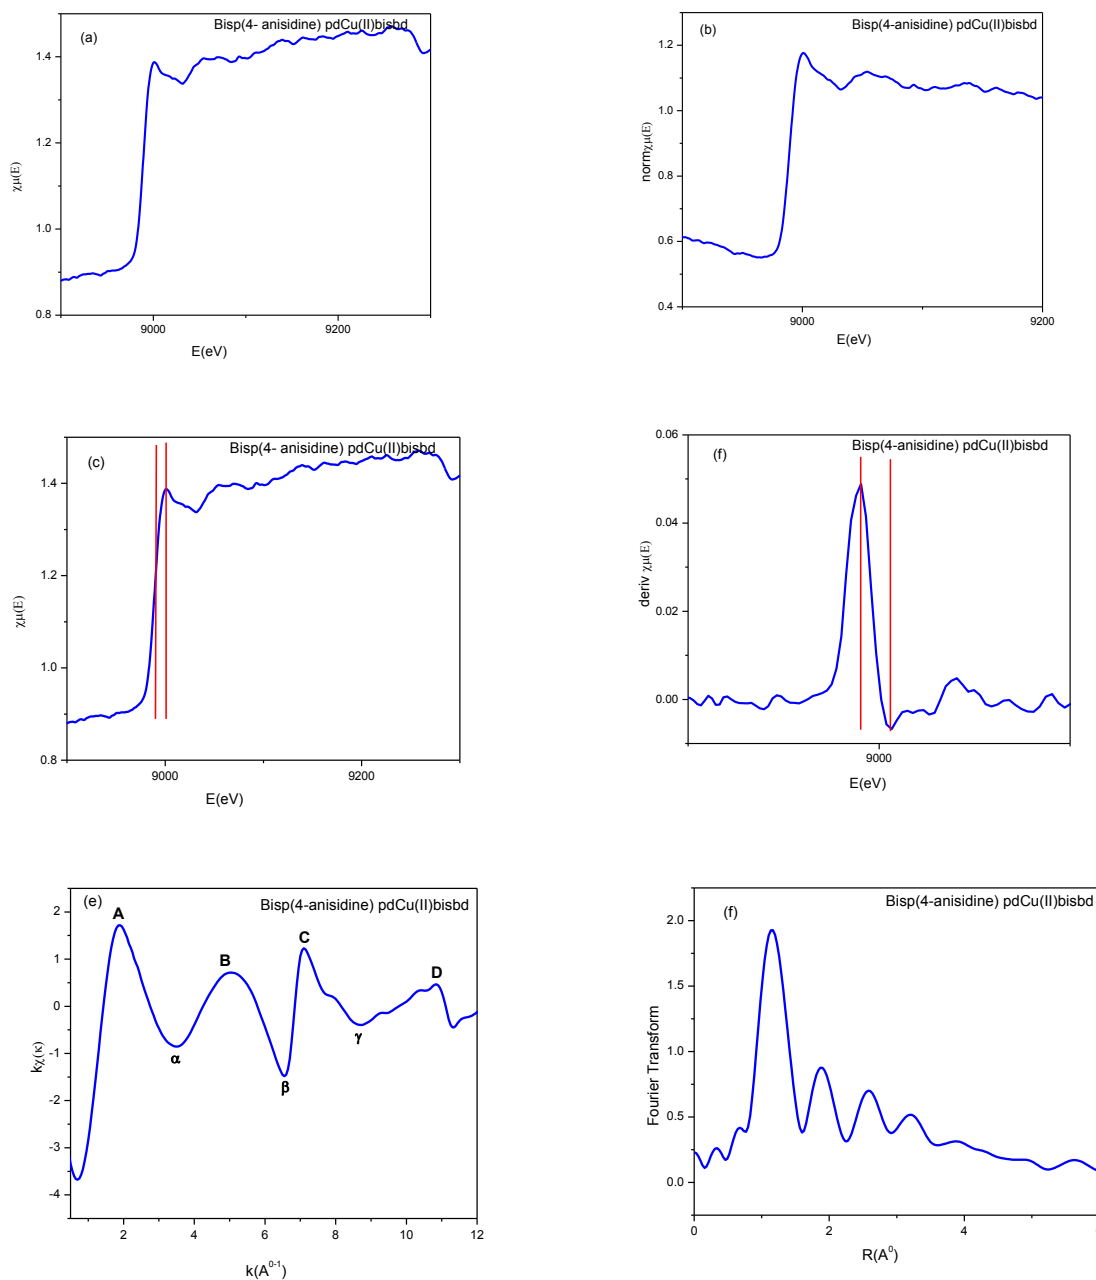 (a)
Bisp(4- anisidine) pdCu(II)bisbd
1.4
1.2
1.0
0.8
χμ(E)
9000
9200
E(eV)
(b)
Bisp(4-anisidine) pdCu(II)bisbd
1.2
1.0
0.8
0.6
0.4
normχμ(E)
9000
9200
E(eV)
(c)
Bisp(4- anisidine) pdCu(II)bisbd
1.4
1.2
1.0
0.8
χμ(E)
9000
9200
E(eV)
(f)
Bisp(4-anisidine) pdCu(II)bisbd
0.06
0.04
0.02
0.00
deriv χμ(E)
9000
E(eV)
(e)
Bisp(4-anisidine) pdCu(II)bisbd
A
B
C
D
α
β
γ
2
1
0
-1
-2
-3
-4
kχ(κ)
2
4
6
8
10
12
k(A⁰⁻¹)
(f)
Bisp(4-anisidine) pdCu(II)bisbd
2.0
1.5
1.0
0.5
0.0
Fourier Transform
0
2
4
R(A⁰)